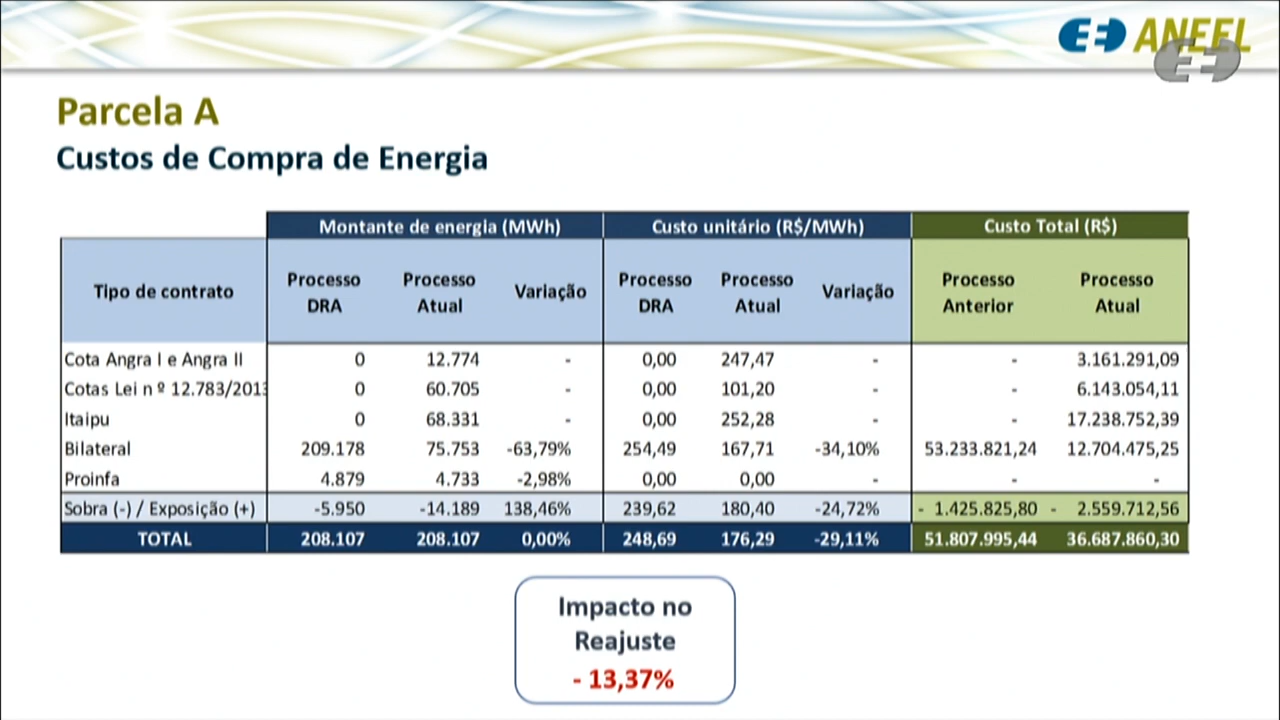 ANEEL
Parcela A
Custos de Compra de Energia
Montante de energia (MWh) Custo unitário (R$/MWh) Custo Total (R$)
Tipo de contrato Processo DRA Processo Atual Variação Processo DRA Processo Atual Variação Processo Anterior Processo Atual
Cota Angra I e Angra II 0 12.774 - 0,00 247,47 - - 3.161.291,09
Cotas Lei n º 12.783/2013 0 60.705 - 0,00 101,20 - - 6.143.054,11
Itaipu 0 68.331 - 0,00 252,28 - - 17.238.752,39
Bilateral 209.178 75.753 -63,79% 254,49 167,71 -34,10% 53.233.821,24 12.704.475,25
Proinfa 4.879 4.733 -2,98% 0,00 0,00 - - -
Sobra (-) / Exposição (+) -5.950 -14.189 138,46% 239,62 180,40 -24,72% - 1.425.825,80 - 2.559.712,56
TOTAL 208.107 208.107 0,00% 248,69 176,29 -29,11% 51.807.995,44 36.687.860,30
Impacto no
Reajuste
- 13,37%